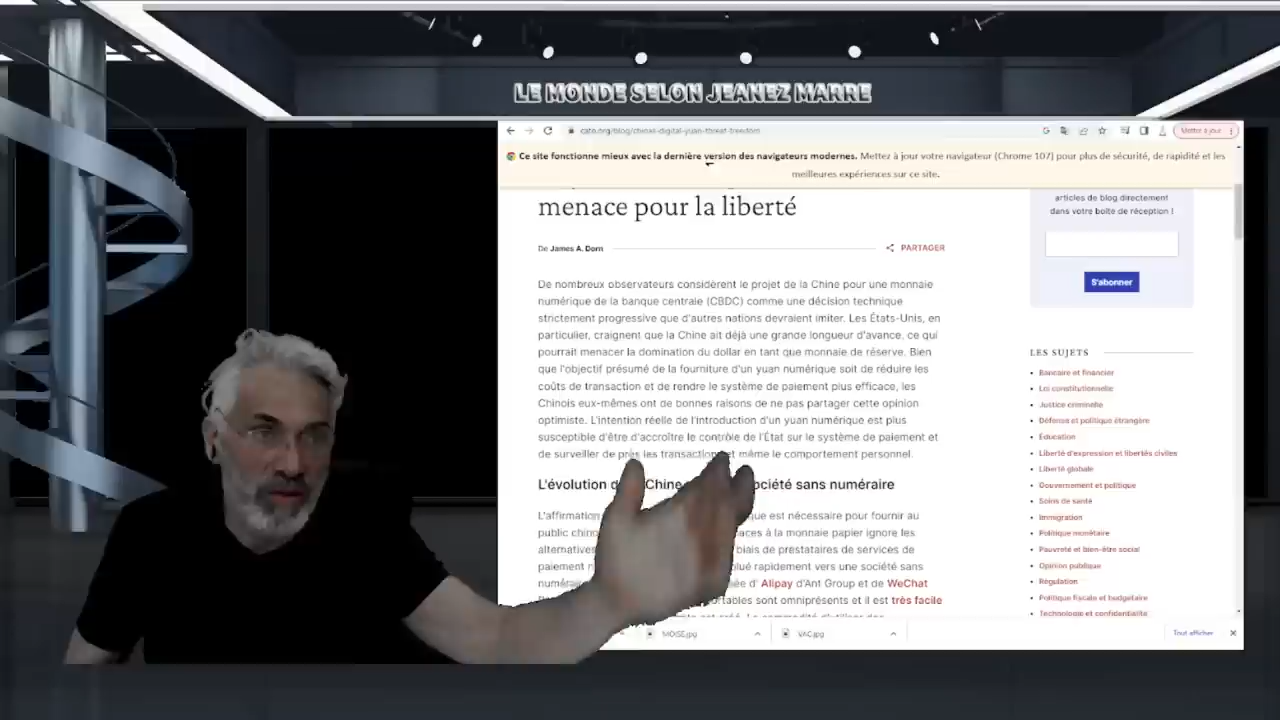 LE MONDE SELON JEANEZ MARRE
cato.org/blog/chinas-digital-yuan-threat-freedom
Mettre à jour
Ce site fonctionne mieux avec la dernière version des navigateurs modernes. Mettez à jour votre navigateur (Chrome 107) pour plus de sécurité, de rapidité et les
meilleures expériences sur ce site.
menace pour la liberté
De James A. Dorn
PARTAGER
De nombreux observateurs considèrent le projet de la Chine pour une monnaie
numérique de la banque centrale (CBDC) comme une décision technique
strictement progressive que d'autres nations devraient imiter. Les États-Unis, en
particulier, craignent que la Chine ait déjà une grande longueur d'avance, ce qui
pourrait menacer la domination du dollar en tant que monnaie de réserve. Bien
que l'objectif présumé de la fourniture d'un yuan numérique soit de réduire les
coûts de transaction et de rendre le système de paiement plus efficace, les
Chinois eux-mêmes ont de bonnes raisons de ne pas partager cette opinion
optimiste. L'intention réelle de l'introduction d'un yuan numérique est plus
susceptible d'être d'accroître le contrôle de l'État sur le système de paiement et
de surveiller de près les transaction et même le comportement personnel.
L'évolution d Chine société sans numéraire
L'affirmation que est nécessaire pour fournir au
public chino aces à la monnaie papier ignore les
alternatives biais de prestataires de services de
paiement n olué rapidement vers une société sans
numéraire ée d' Alipay d'Ant Group et de WeChat
ortables sont omniprésents et il est très facile
articles de blog directement
dans votre boîte de réception !
S'abonner
LES SUJETS
Bancaire et financier
Loi constitutionnelle
Justice criminelle
Défense et politique étrangère
Éducation
Liberté d'expression et libertés civiles
Liberté globale
Gouvernement et politique
Soins de santé
Immigration
Politique monétaire
Pauvreté et bien-être social
Opinion publique
Régulation
Politique fiscale et budgétaire
Technologie et confidentialité
MOISE.jpg
VAC.jpg
Tout afficher